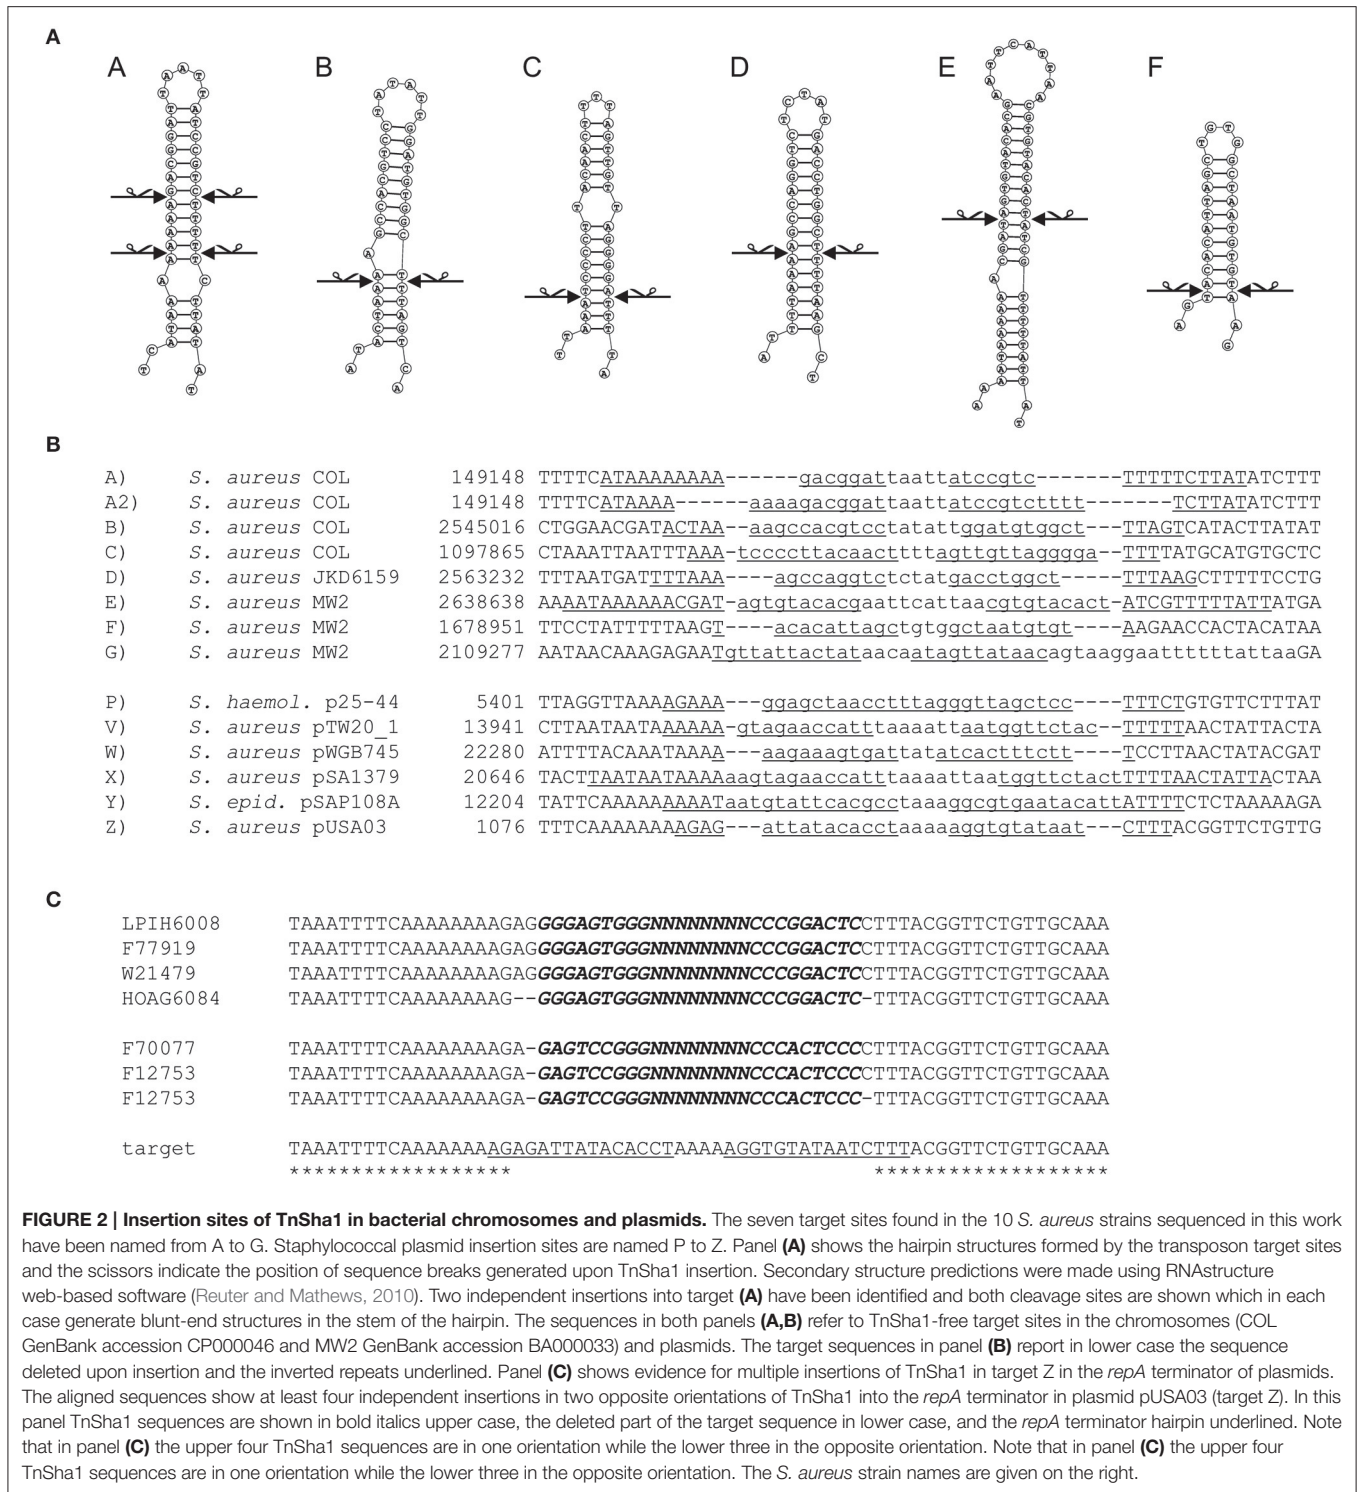 A
A B C D E F
B
A) S. aureus COL 149148 TTTTCATAAAAAAAA------gacggattaattatccgtc-------TTTTTCTTATATCTTT
A2) S. aureus COL 149148 TTTTCATAAAA------aaaagacggattaattatccgtctttt-------TCTTATATCTTT
B) S. aureus COL 2545016 CTGGAACGATACTAA---aagccacgtcctatattggatgtggct---TTAGTCATACTTATAT
C) S. aureus COL 1097865 CTAAATTAATTTAAA-tccccttacaacttttagttgttagggga--TTTTATGCATGTGCTC
D) S. aureus JKD6159 2563232 TTTAATGATTTTAAA----agccaggtctctatgacctggct-----TTTAAGCTTTTTCCTG
E) S. aureus MW2 2638638 AAAATAAAAAACGAT-agtgtacacgaattcattaacgtgtacact-ATCGTTTTTATTATGA
F) S. aureus MW2 1678951 TTCCTATTTTTAAGT----acacattagctgtggctaatgtgt----AAGAACCACTACATAA
G) S. aureus MW2 2109277 AATAACAAAGAGAATgttattactataacaatagttataacagtaaggaattttttattaaGA
P) S. haemol. p25-44 5401 TTAGGTTAAAAGAAA---ggagctaacctttagggttagctcc----TTTCTGTGTTCTTTAT
V) S. aureus pTW20_1 13941 CTTAATAATAAAAAA-gtagaaccatttaaaattaatggttctac--TTTTTAACTATTACTA
W) S. aureus pWGB745 22280 ATTTTACAAATAAAA---aagaaagtgattatatatcactttctt---TCCTTAACTATACGAT
X) S. aureus pSA1379 20646 TACTTAATAATAAAAaagtagaaccatttaaaattaatggttctactTTTTAACTATTACTAA
Y) S. epid. pSAP108A 12204 TATTCAAAAAAAAATaatgtattcacgcctaaaggcgtgaatacattATTTTCTCTAAAAAGA
Z) S. aureus pUSA03 1076 TTTCAAAAAAAAGAG---attatacacctaaaaaggtgtataat---CTTTACGGTTCTGTTG
C
LPIH6008 TAAATTTTCAAAAAAAAGAGGGGAGTGGGNNNNNNNNCCCGGACTCCTTTACGGTTCTGTTGCAAA
F77919 TAAATTTTCAAAAAAAAGAGGGGAGTGGGNNNNNNNNCCCGGACTCCTTTACGGTTCTGTTGCAAA
W21479 TAAATTTTCAAAAAAAAGAGGGGAGTGGGNNNNNNNNCCCGGACTCCTTTACGGTTCTGTTGCAAA
HOAG6084 TAAATTTTCAAAAAAAAG--GGGAGTGGGNNNNNNNNCCCGGACTC-TTTACGGTTCTGTTGCAAA
F70077 TAAATTTTCAAAAAAAAGA-GAGTCCGGGNNNNNNNNCCCACTCCCCTTTACGGTTCTGTTGCAAA
F12753 TAAATTTTCAAAAAAAAGA-GAGTCCGGGNNNNNNNNCCCACTCCCCTTTACGGTTCTGTTGCAAA
F12753 TAAATTTTCAAAAAAAAGA-GAGTCCGGGNNNNNNNNCCCACTCCC-TTTACGGTTCTGTTGCAAA
target TAAATTTTCAAAAAAAAGAGATTATACACCTAAAAAGGTGTATAATCTTTACGGTTCTGTTGCAAA
****************** *******************
FIGURE 2 | Insertion sites of TnSha1 in bacterial chromosomes and plasmids. The seven target sites found in the 10 S. aureus strains sequenced in this work
have been named from A to G. Staphylococcal plasmid insertion sites are named P to Z. Panel (A) shows the hairpin structures formed by the transposon target sites
and the scissors indicate the position of sequence breaks generated upon TnSha1 insertion. Secondary structure predictions were made using RNAstructure
web-based software (Reuter and Mathews, 2010). Two independent insertions into target (A) have been identified and both cleavage sites are shown which in each
case generate blunt-end structures in the stem of the hairpin. The sequences in both panels (A,B) refer to TnSha1-free target sites in the chromosomes (COL
GenBank accession CP000046 and MW2 GenBank accession BA000033) and plasmids. The target sequences in panel (B) report in lower case the sequence
deleted upon insertion and the inverted repeats underlined. Panel (C) shows evidence for multiple insertions of TnSha1 in target Z in the repA terminator of plasmids.
The aligned sequences show at least four independent insertions in two opposite orientations of TnSha1 into the repA terminator in plasmid pUSA03 (target Z). In this
panel TnSha1 sequences are shown in bold italics upper case, the deleted part of the target sequence in lower case, and the repA terminator hairpin underlined. Note
that in panel (C) the upper four TnSha1 sequences are in one orientation while the lower three in the opposite orientation. Note that in panel (C) the upper four
TnSha1 sequences are in one orientation while the lower three in the opposite orientation. The S. aureus strain names are given on the right.